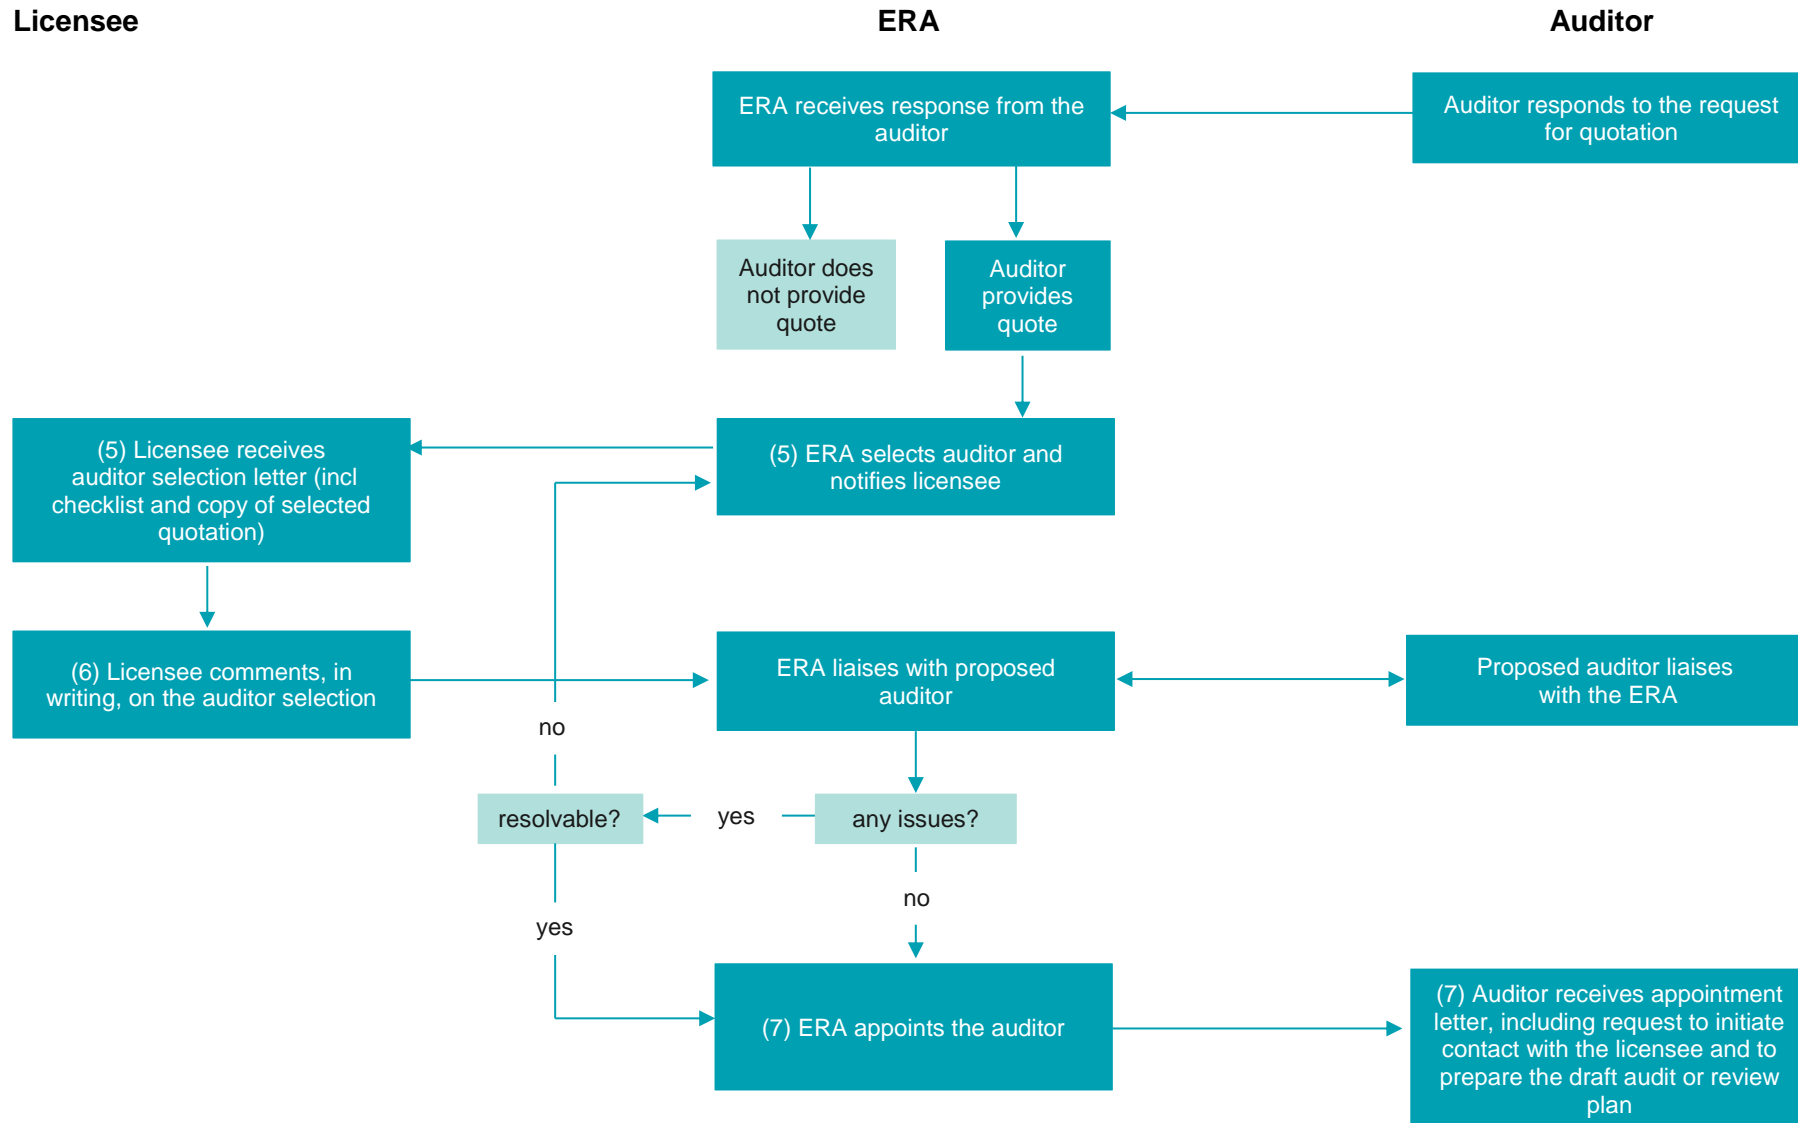 Licensee
ERA
Auditor
ERA receives response from the
auditor
Auditor responds to the request
for quotation
Auditor does
not provide
quote
Auditor
provides
quote
(5) Licensee receives
auditor selection letter (incl
checklist and copy of selected
quotation)
(5) ERA selects auditor and
notifies licensee
(6) Licensee comments, in
writing, on the auditor selection
ERA liaises with proposed
auditor
Proposed auditor liaises
with the ERA
no
resolvable?
yes
any issues?
no
yes
(7) ERA appoints the auditor
(7) Auditor receives appointment
letter, including request to initiate
contact with the licensee and to
prepare the draft audit or review
plan